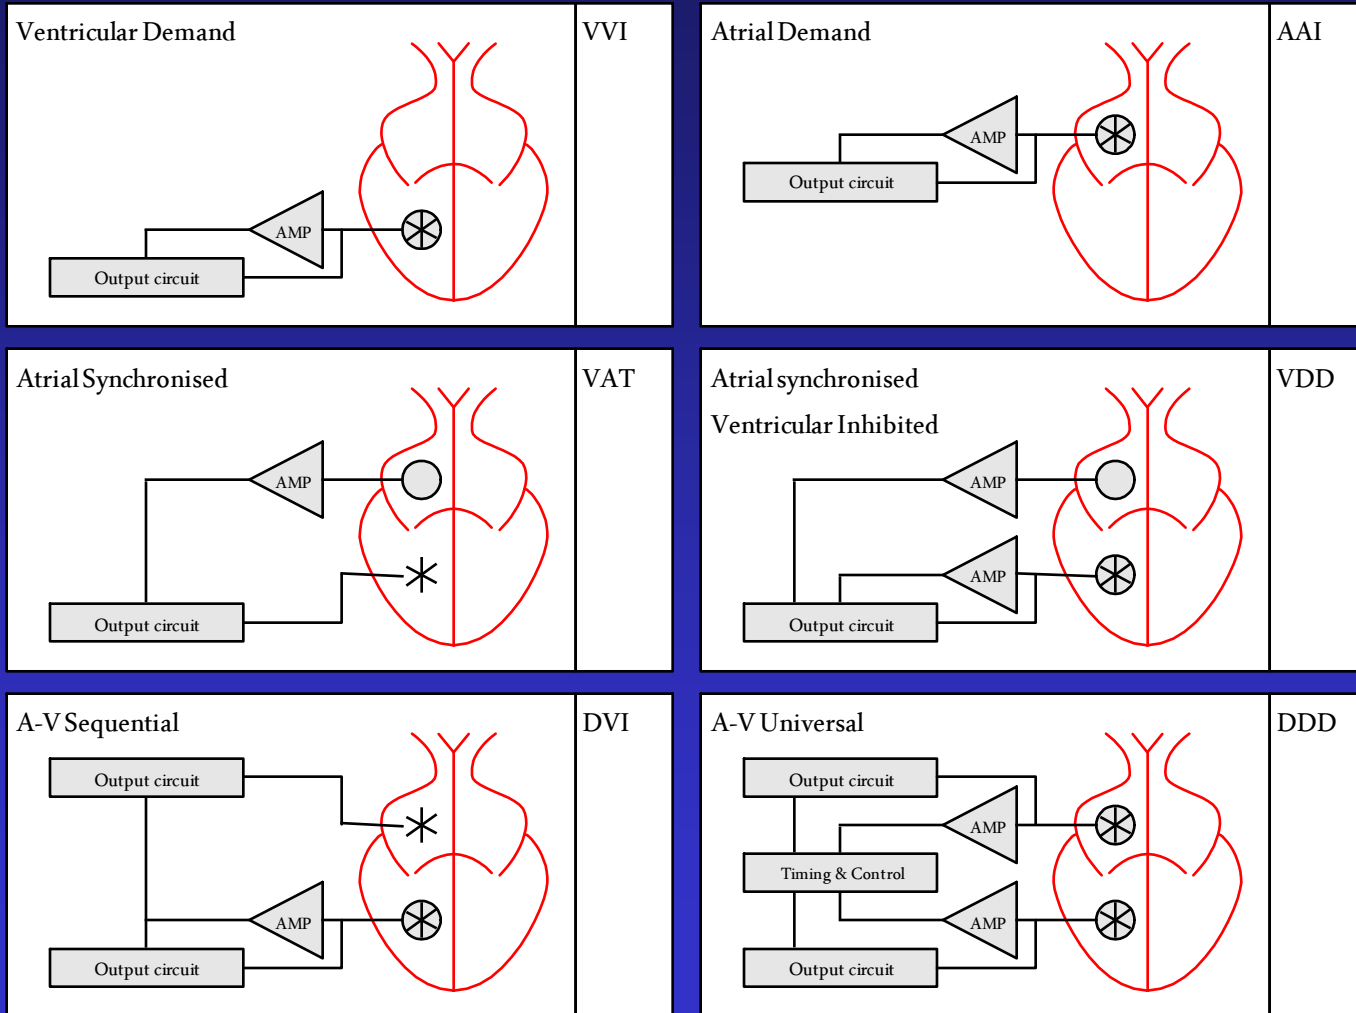 Ventricular Demand
VVI
AMP
Output circuit
Atrial Demand
AAI
AMP
Output circuit
Atrial Synchronised
VAT
AMP
Output circuit
Atrial synchronised
Ventricular Inhibited
VDD
AMP
AMP
Output circuit
A-V Sequential
DVI
Output circuit
AMP
Output circuit
A-V Universal
DDD
Output circuit
AMP
Timing & Control
AMP
Output circuit